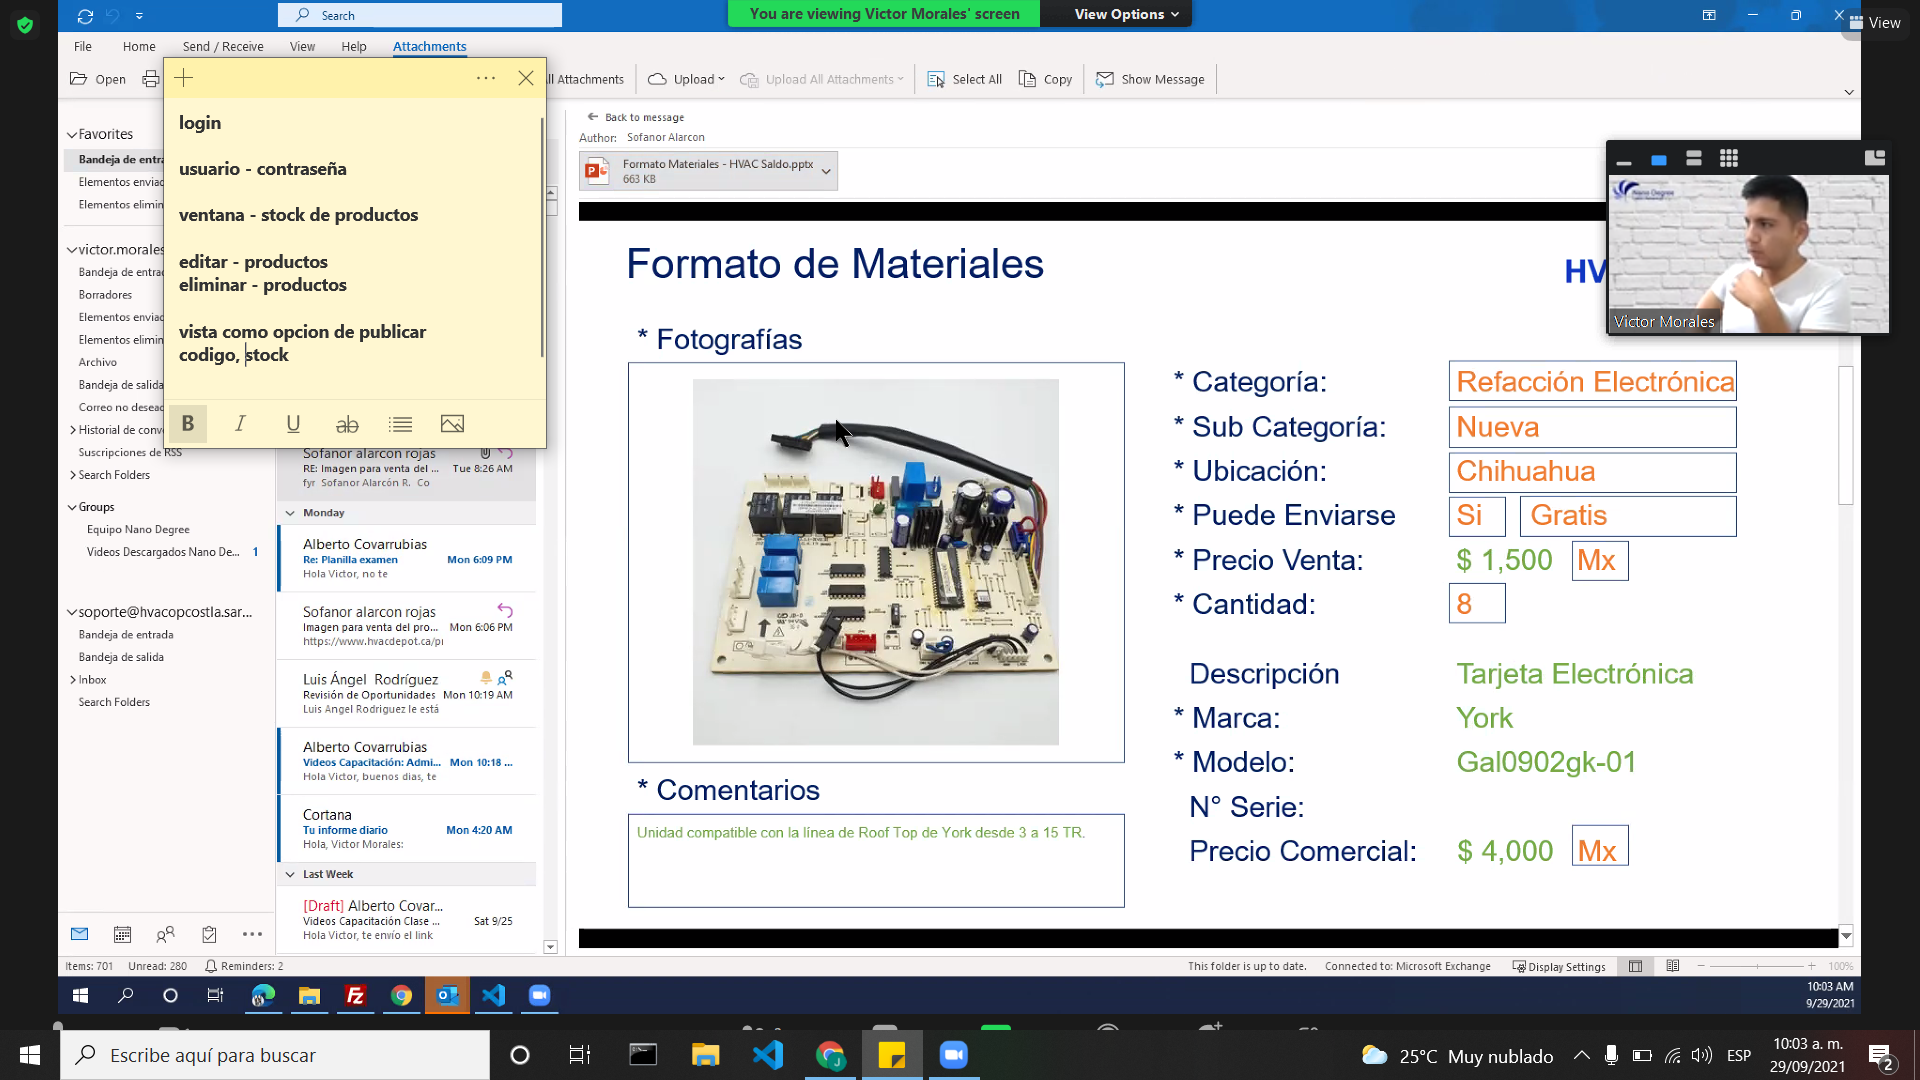 Search
You are viewing Victor Morales' screen
View Options
View
File
Home
Send / Receive
View
Help
Attachments
Open
ll Attachments
Upload
Upload All Attachments
Select All
Copy
Show Message
login
usuario - contraseña
ventana - stock de productos
editar - productos
eliminar - productos
vista como opcion de publicar
codigo, stock
B
I
U
ab
Favorites
Bandeja de entra
Elementos enviad
Elementos elimin
victor.morales
Bandeja de entrad
Borradores
Elementos enviad
Elementos elimin
Archivo
Bandeja de salida
Correo no desead
Historial de conve
Suscripciones de RSS
Search Folders
Groups
Equipo Nano Degree
Videos Descargados Nano De... 1
soporte@hvacopcostla.sar...
Bandeja de entrada
Bandeja de salida
Inbox
Search Folders
Sofanor alarcon rojas
RE: Imagen para venta del ... Tue 8:26 AM
fyr Sofanor Alarcón R. Co
Monday
Alberto Covarrubias
Re: Planilla examen Mon 6:09 PM
Hola Victor, no te
Sofanor alarcon rojas
Imagen para venta del pro... Mon 6:06 PM
https://www.hvacdepot.ca/pr
Luis Ángel Rodríguez
Revisión de Oportunidades Mon 10:19 AM
Luis Angel Rodriguez le está
Alberto Covarrubias
Videos Capacitación: Admi... Mon 10:18 ...
Hola Victor, buenos dias, te
Cortana
Tu informe diario Mon 4:20 AM
Hola, Victor Morales:
Last Week
[Draft] Alberto Covar...
Videos Capacitación Clase ... Sat 9/25
Hola Victor, te envío el link
Back to message
Author: Sofanor Alarcon
Formato Materiales - HVAC Saldo.pptx
663 KB
Formato de Materiales
HV
Nano Degree
Victor Morales
* Fotografías
* Categoría: Refacción Electrónica
* Sub Categoría: Nueva
* Ubicación: Chihuahua
* Puede Enviarse Si Gratis
* Precio Venta: $ 1,500 Mx
* Cantidad: 8
Descripción Tarjeta Electrónica
* Marca: York
* Modelo: Gal0902gk-01
N° Serie:
Precio Comercial: $ 4,000 Mx
* Comentarios
Unidad compatible con la línea de Roof Top de York desde 3 a 15 TR.
Items: 701 Unread: 280 Reminders: 2
This folder is up to date. Connected to: Microsoft Exchange Display Settings 100%
10:03 AM
9/29/2021
Escribe aquí para buscar
25°C Muy nublado
ESP
10:03 a. m.
29/09/2021
2